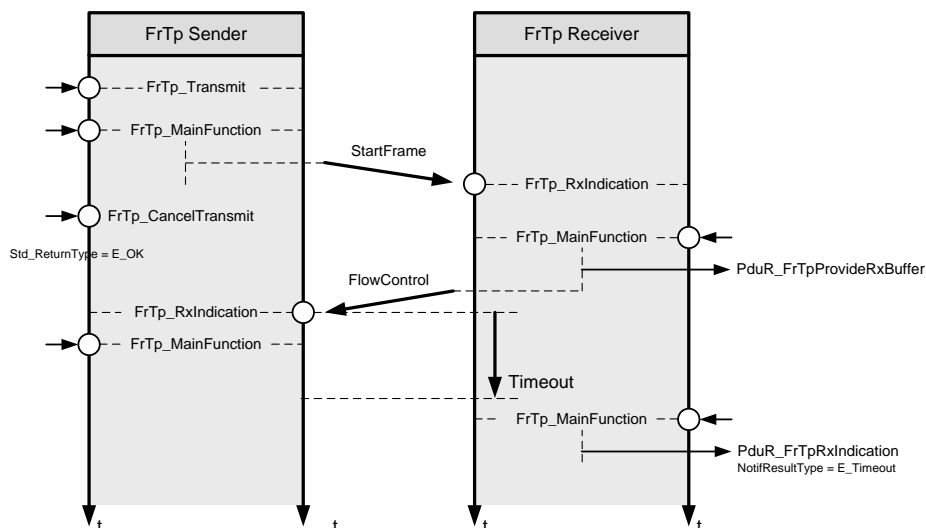 FrTp Sender
FrTp Receiver
FrTp_Transmit
FrTp_MainFunction
StartFrame
FrTp_RxIndication
FrTp_CancelTransmit
FrTp_MainFunction
Std_ReturnType = E_OK
PduR_FrTpProvideRxBuffer
FlowControl
FrTp_RxIndication
FrTp_MainFunction
Timeout
FrTp_MainFunction
PduR_FrTpRxIndication
NotifResultType = E_Timeout
t
t
t
t